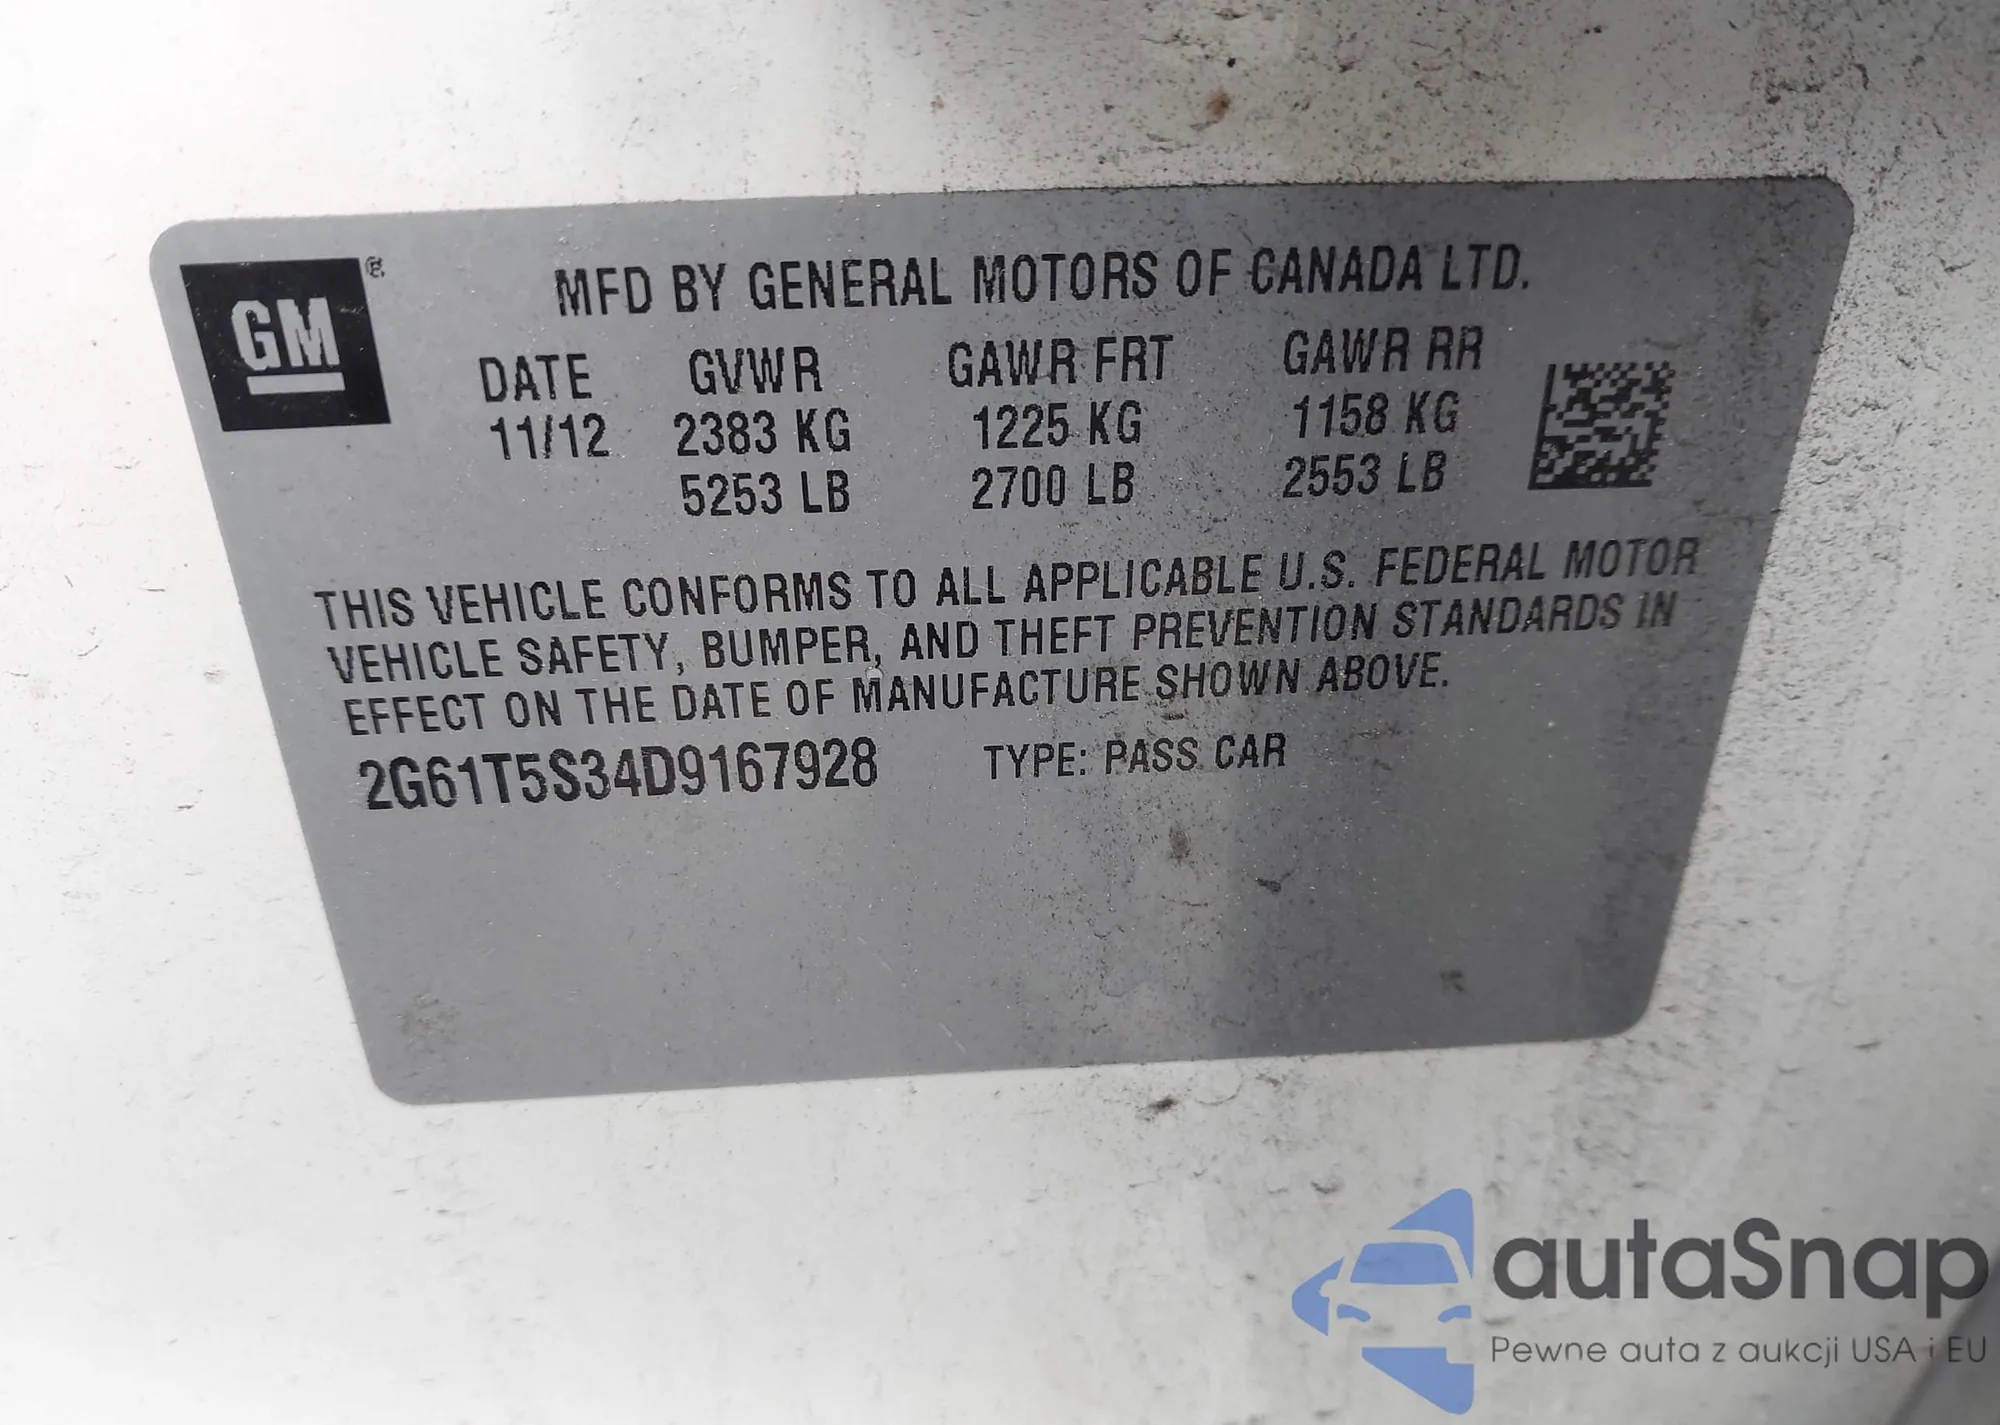 GM ®
MFD BY GENERAL MOTORS OF CANADA LTD.
DATE GVWR GAWR FRT GAWR RR
11/12 2383 KG 1225 KG 1158 KG
5253 LB 2700 LB 2553 LB
THIS VEHICLE CONFORMS TO ALL APPLICABLE U.S. FEDERAL MOTOR
VEHICLE SAFETY, BUMPER, AND THEFT PREVENTION STANDARDS IN
EFFECT ON THE DATE OF MANUFACTURE SHOWN ABOVE.
2G61T5S34D9167928 TYPE: PASS CAR
autaSnap
Pewne auta z aukcji USA i EU